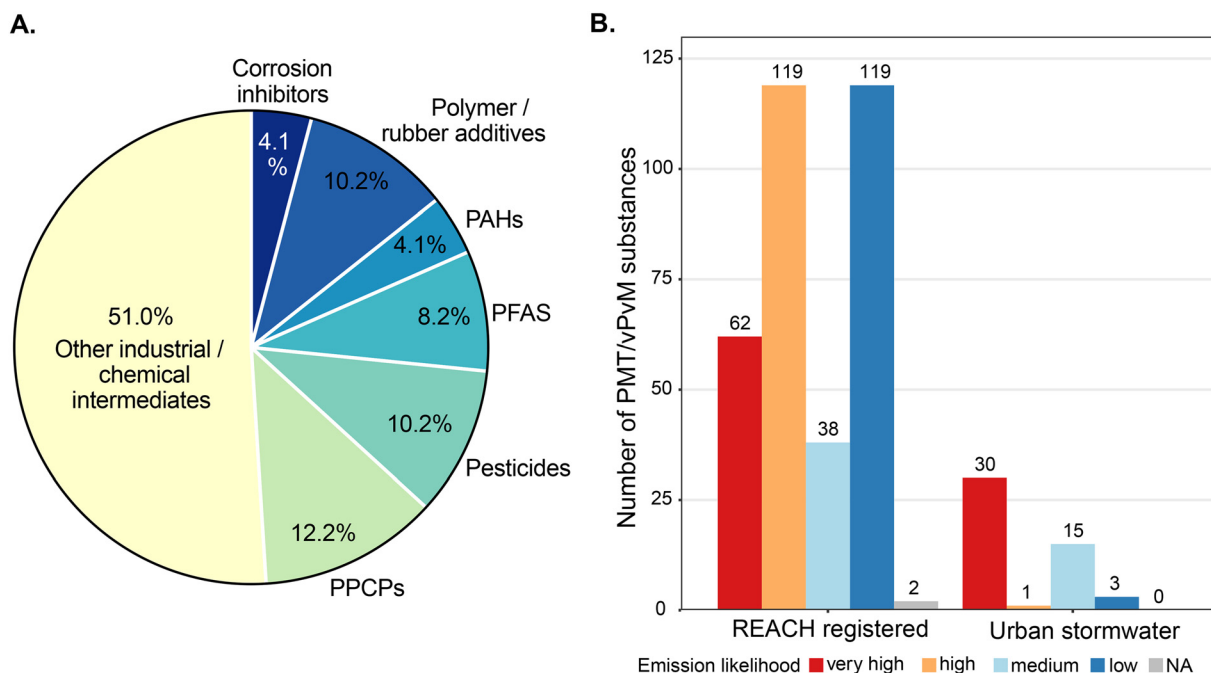 A.
Corrosion
inhibitors
4.1
%
Polymer /
rubber additives
10.2%
PAHs
4.1%
PFAS
8.2%
10.2%
Pesticides
12.2%
PPCPs
51.0%
Other industrial /
chemical
intermediates
B.
Number of PMT/vPvM substances
125
100
75
50
25
0
62
119
38
119
2
30
1
15
3
0
REACH registered
Urban stormwater
Emission likelihood very high high medium low NA